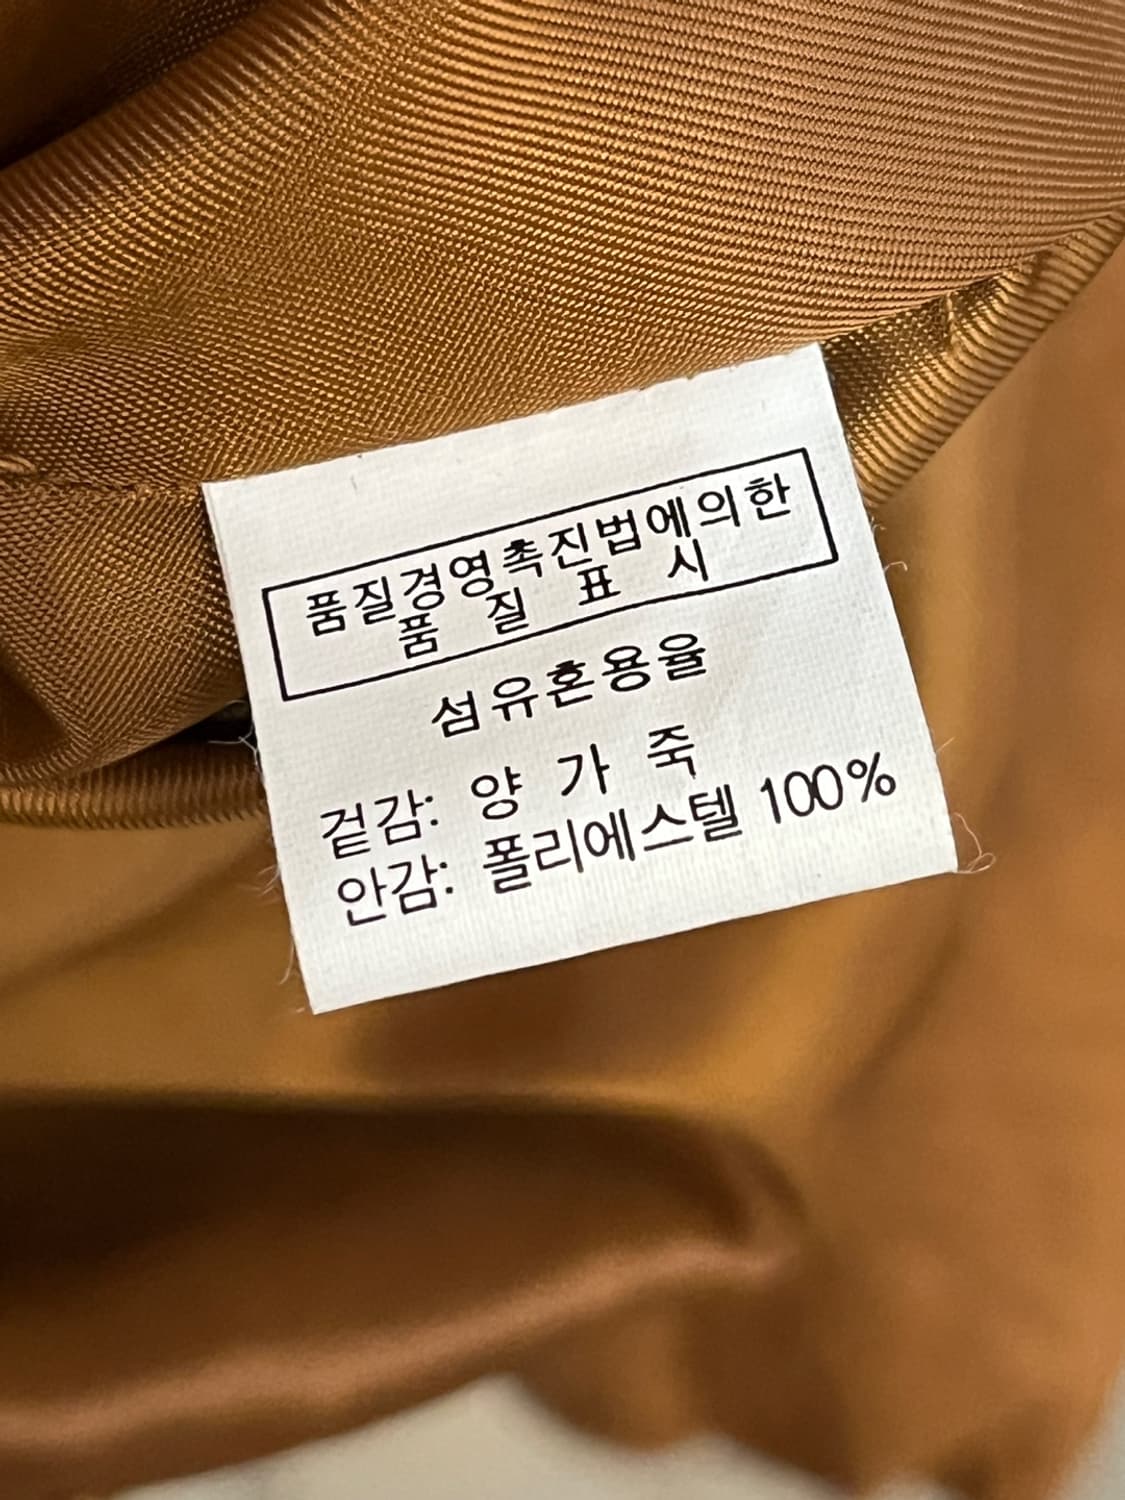 품질경영촉진법에의한
품 질 표 시
섬유혼용율
겉감: 양 가 죽
안감: 폴리에스텔 100%